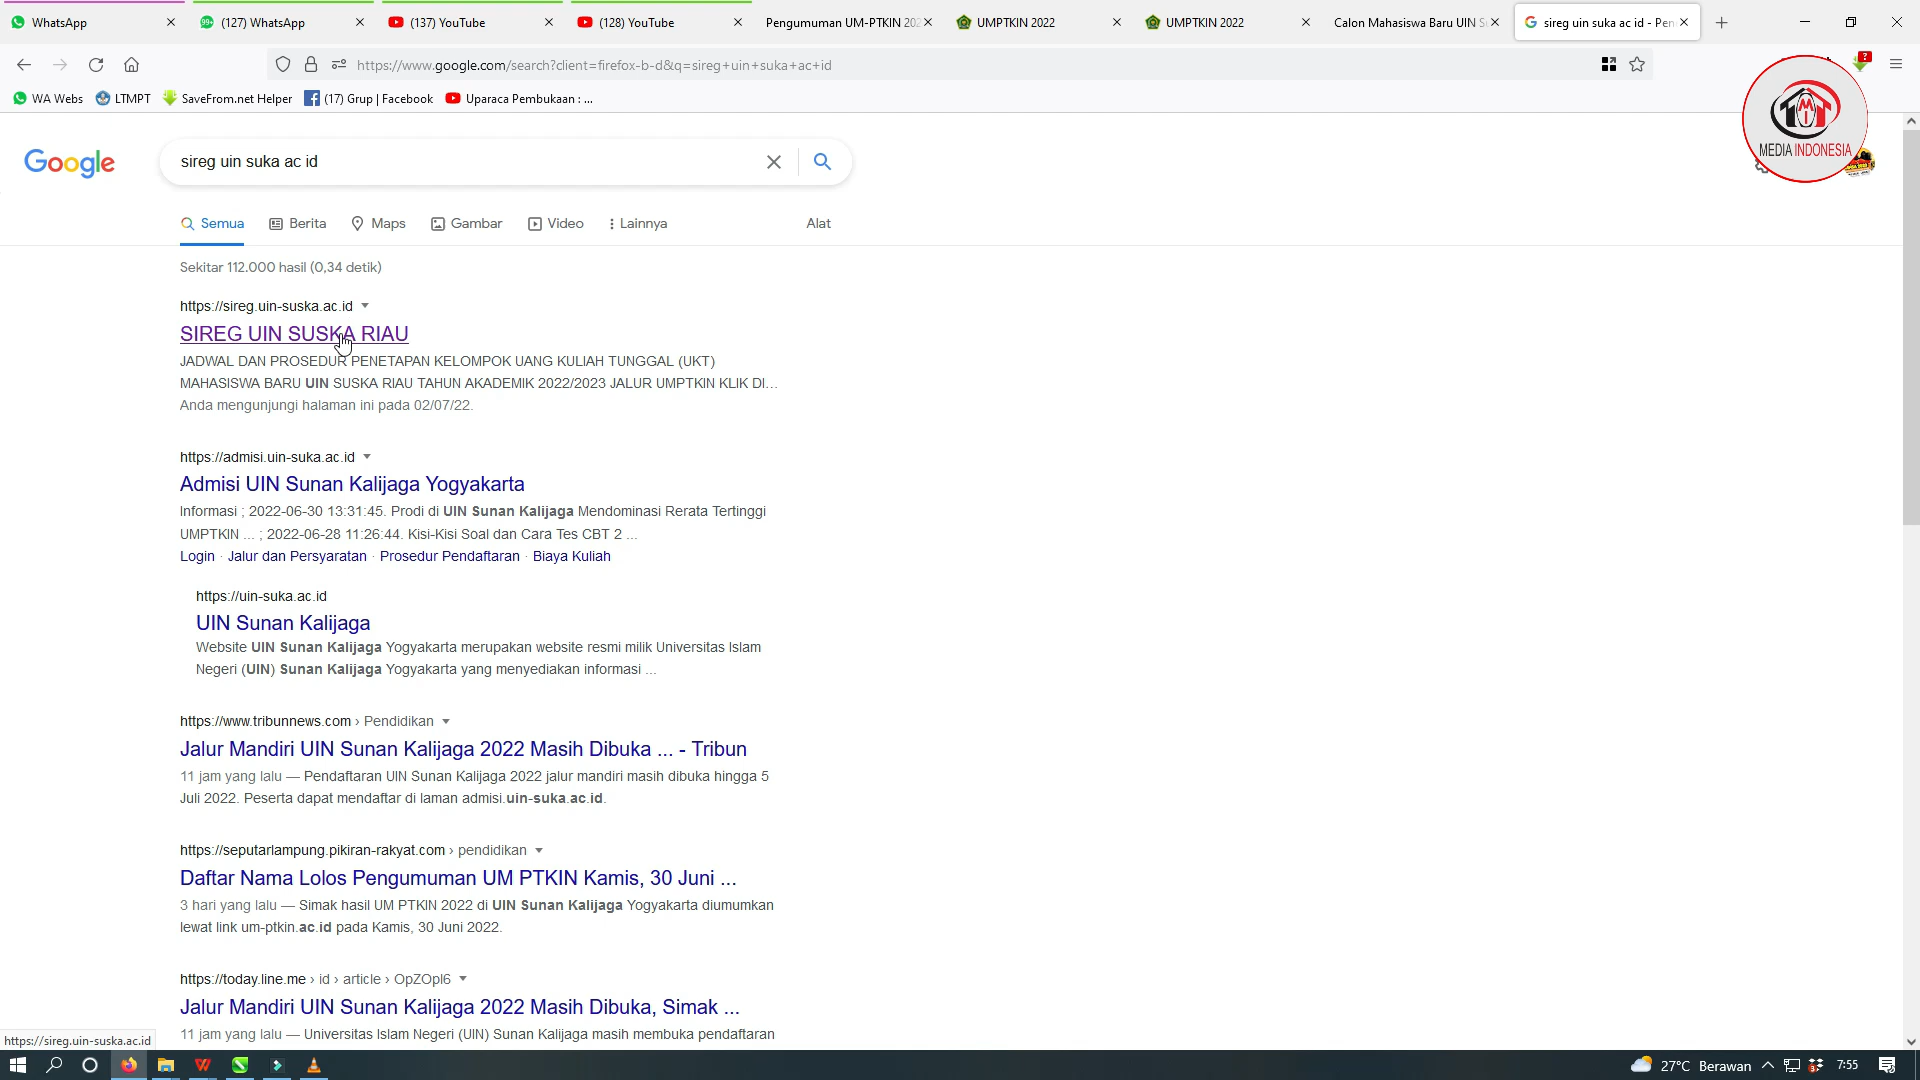 WhatsApp
(127) WhatsApp
(137) YouTube
(128) YouTube
Pengumuman UM-PTKIN 202
UMPTKIN 2022
UMPTKIN 2022
Calon Mahasiswa Baru UIN Su
sireg uin suka ac id - Pen
https://www.google.com/search?client=firefox-b-d&q=sireg+uin+suka+ac+id
WA Webs
LTMPT
SaveFrom.net Helper
(17) Grup | Facebook
Uparaca Pembukaan : ...
MEDIA INDONESIA
Google
sireg uin suka ac id
Semua
Berita
Maps
Gambar
Video
Lainnya
Alat
Sekitar 112.000 hasil (0,34 detik)
https://sireg.uin-suska.ac.id
SIREG UIN SUSKA RIAU
JADWAL DAN PROSEDUR PENETAPAN KELOMPOK UANG KULIAH TUNGGAL (UKT)
MAHASISWA BARU UIN SUSKA RIAU TAHUN AKADEMIK 2022/2023 JALUR UMPTKIN KLIK DI...
Anda mengunjungi halaman ini pada 02/07/22.
https://admisi.uin-suka.ac.id
Admisi UIN Sunan Kalijaga Yogyakarta
Informasi ; 2022-06-30 13:31:45. Prodi di UIN Sunan Kalijaga Mendominasi Rerata Tertinggi
UMPTKIN ... ; 2022-06-28 11:26:44. Kisi-Kisi Soal dan Cara Tes CBT 2 ...
Login · Jalur dan Persyaratan · Prosedur Pendaftaran · Biaya Kuliah
https://uin-suka.ac.id
UIN Sunan Kalijaga
Website UIN Sunan Kalijaga Yogyakarta merupakan website resmi milik Universitas Islam
Negeri (UIN) Sunan Kalijaga Yogyakarta yang menyediakan informasi ...
https://www.tribunnews.com › Pendidikan
Jalur Mandiri UIN Sunan Kalijaga 2022 Masih Dibuka ... - Tribun
11 jam yang lalu — Pendaftaran UIN Sunan Kalijaga 2022 jalur mandiri masih dibuka hingga 5
Juli 2022. Peserta dapat mendaftar di laman admisi.uin-suka.ac.id.
https://seputarlampung.pikiran-rakyat.com › pendidikan
Daftar Nama Lolos Pengumuman UM PTKIN Kamis, 30 Juni ...
3 hari yang lalu — Simak hasil UM PTKIN 2022 di UIN Sunan Kalijaga Yogyakarta diumumkan
lewat link um-ptkin.ac.id pada Kamis, 30 Juni 2022.
https://today.line.me › id › article › OpZOpl6
Jalur Mandiri UIN Sunan Kalijaga 2022 Masih Dibuka, Simak ...
11 jam yang lalu — Universitas Islam Negeri (UIN) Sunan Kalijaga masih membuka pendaftaran
https://sireg.uin-suska.ac.id
27°C Berawan
7:55